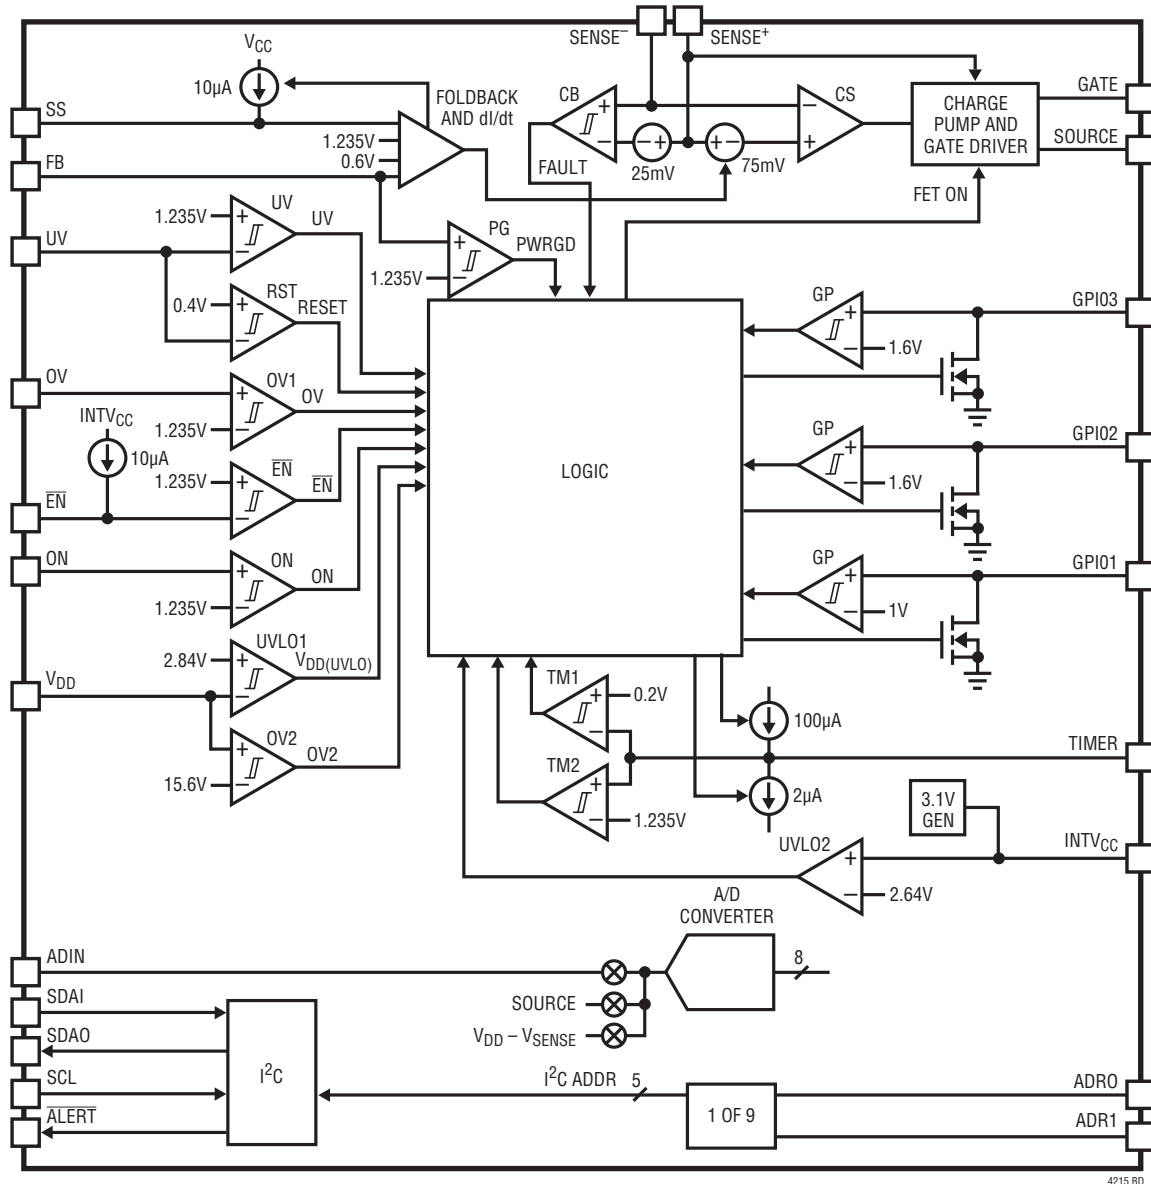 SENSE–
SENSE+
VCC
10µA
FOLDBACK
AND dI/dt
CB
CS
CHARGE
PUMP AND
GATE DRIVER
GATE
SOURCE
SS
1.235V
0.6V
FB
FAULT
25mV
75mV
FET ON
1.235V
UV
UV
UV
PG
PWRGD
1.235V
0.4V
RST
RESET
GP
GPI03
1.6V
OV
OV1
OV
1.235V
INTVCC
10µA
1.235V
EN
EN
EN
LOGIC
GP
GPI02
1.6V
ON
ON
ON
1.235V
GP
GPI01
1V
2.84V
UVLO1
VDD(UVLO)
VDD
OV2
OV2
15.6V
TM1
0.2V
100µA
TIMER
TM2
1.235V
2µA
3.1V
GEN
UVLO2
INTVCC
2.64V
A/D
CONVERTER
8
ADIN
SOURCE
VDD – VSENSE
SDAI
SDAO
SCL
ALERT
I2C
I2C ADDR
5
1 OF 9
ADR0
ADR1
4215 BD